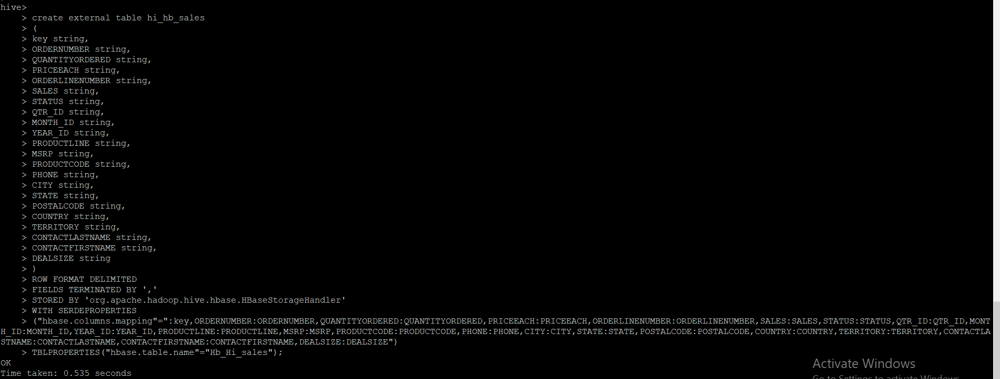 hive>
    > create external table hi_hb_sales
    > (
    > key string,
    > ORDERNUMBER string,
    > QUANTITYORDERED string,
    > PRICEEACH string,
    > ORDERLINENUMBER string,
    > SALES string,
    > STATUS string,
    > QTR_ID string,
    > MONTH_ID string,
    > YEAR_ID string,
    > PRODUCTLINE string,
    > MSRP string,
    > PRODUCTCODE string,
    > PHONE string,
    > CITY string,
    > STATE string,
    > POSTALCODE string,
    > COUNTRY string,
    > TERRITORY string,
    > CONTACTLASTNAME string,
    > CONTACTFIRSTNAME string,
    > DEALSIZE string
    > )
    > ROW FORMAT DELIMITED
    > FIELDS TERMINATED BY ','
    > STORED BY 'org.apache.hadoop.hive.hbase.HBaseStorageHandler'
    > WITH SERDEPROPERTIES
    > ("hbase.columns.mapping"=":key,ORDERNUMBER:ORDERNUMBER,QUANTITYORDERED:QUANTITYORDERED,PRICEEACH:PRICEEACH,ORDERLINENUMBER:ORDERLINENUMBER,SALES:SALES,STATUS:STATUS,QTR_ID:QTR_ID,MONT
H_ID:MONTH_ID,YEAR_ID:YEAR_ID,PRODUCTLINE:PRODUCTLINE,MSRP:MSRP,PRODUCTCODE:PRODUCTCODE,PHONE:PHONE,CITY:CITY,STATE:STATE,POSTALCODE:POSTALCODE,COUNTRY:COUNTRY,TERRITORY:TERRITORY,CONTACTLA
STNAME:CONTACTLASTNAME,CONTACTFIRSTNAME:CONTACTFIRSTNAME,DEALSIZE:DEALSIZE")
    > TBLPROPERTIES("hbase.table.name"="Hb_Hi_sales");
OK
Time taken: 0.535 seconds
Activate Windows
Go to Settings to activate Windows